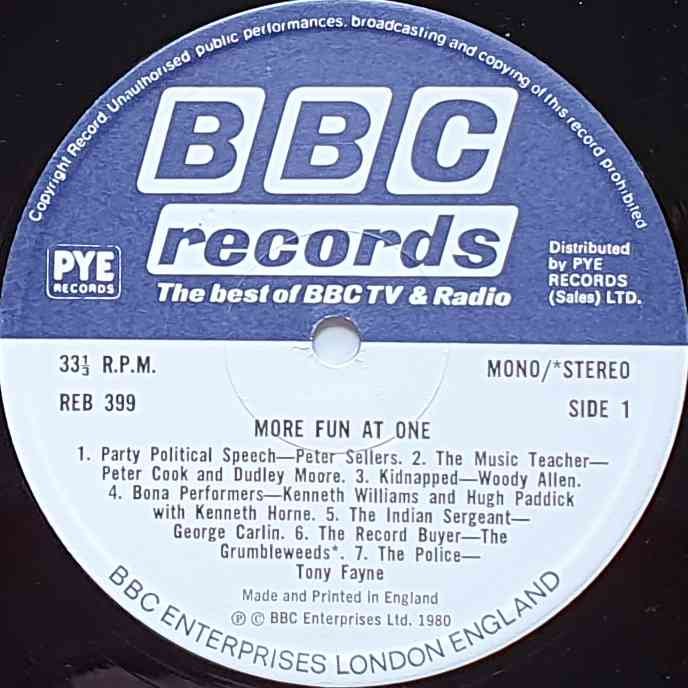 Copyright Record. Unauthorised public performances, broadcasting and copying of this record prohibited
BBC
records
The best of BBC TV & Radio
PYE
RECORDS
Distributed
by PYE
RECORDS
(Sales) LTD.
33⅓ R.P.M.
MONO/*STEREO
REB 399
SIDE 1
MORE FUN AT ONE
1. Party Political Speech—Peter Sellers. 2. The Music Teacher—
Peter Cook and Dudley Moore. 3. Kidnapped—Woody Allen.
4. Bona Performers—Kenneth Williams and Hugh Paddick
with Kenneth Horne. 5. The Indian Sergeant—
George Carlin. 6. The Record Buyer—The
Grumbleweeds*. 7. The Police—
Tony Fayne
Made and Printed in England
℗ © BBC Enterprises Ltd. 1980
BBC ENTERPRISES LONDON ENGLAND